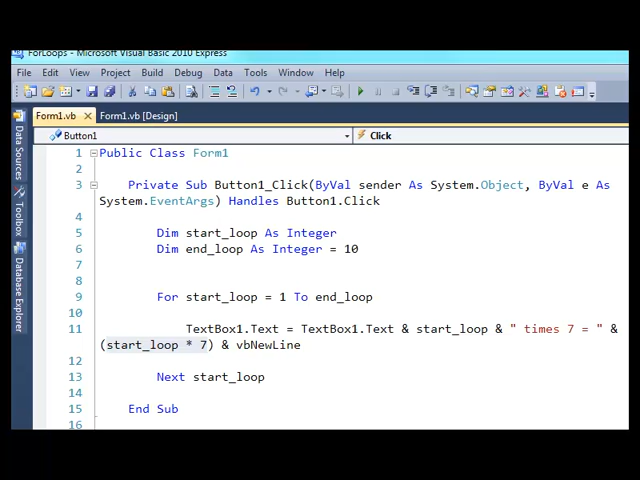 ForLoops - Microsoft Visual Basic 2010 Express
File Edit View Project Build Debug Data Tools Window Help
Form1.vb Form1.vb [Design]
Button1 Click
Data Sources
Toolbox
Database Explorer
1 Public Class Form1
2
3 Private Sub Button1_Click(ByVal sender As System.Object, ByVal e As
System.EventArgs) Handles Button1.Click
4
5 Dim start_loop As Integer
6 Dim end_loop As Integer = 10
7
8
9 For start_loop = 1 To end_loop
10
11 TextBox1.Text = TextBox1.Text & start_loop & " times 7 = " &
(start_loop * 7) & vbNewLine
12
13 Next start_loop
14
15 End Sub
16